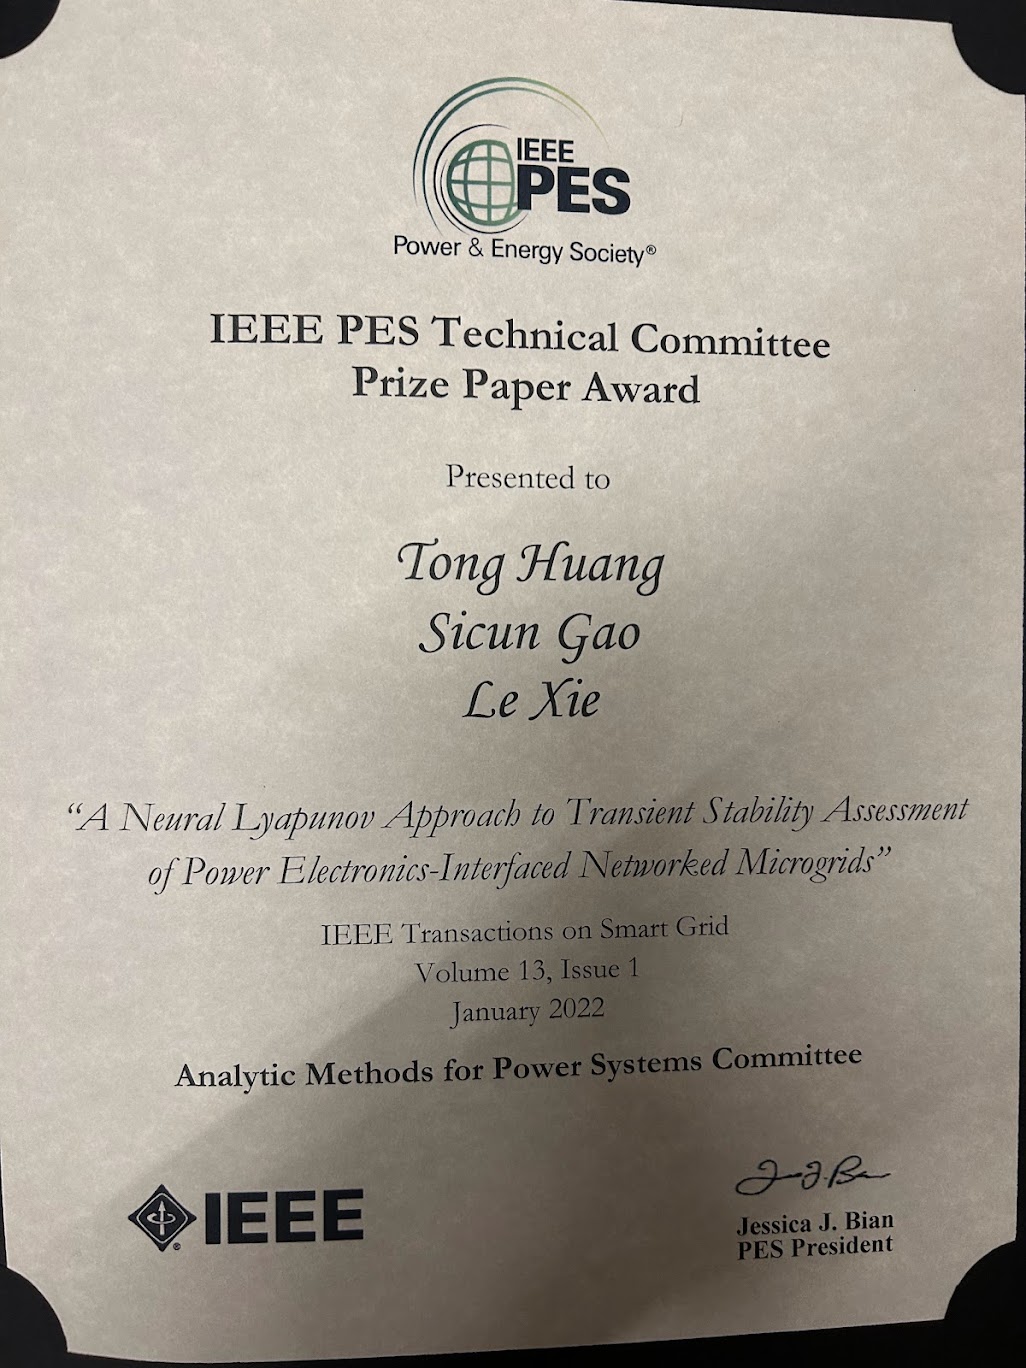 IEEE
PES
Power & Energy Society®
IEEE PES Technical Committee
Prize Paper Award
Presented to
Tong Huang
Sicun Gao
Le Xie
“A Neural Lyapunov Approach to Transient Stability Assessment
of Power Electronics-Interfaced Networked Microgrids”
IEEE Transactions on Smart Grid
Volume 13, Issue 1
January 2022
Analytic Methods for Power Systems Committee
IEEE
®
Jessica J. Bian
PES President